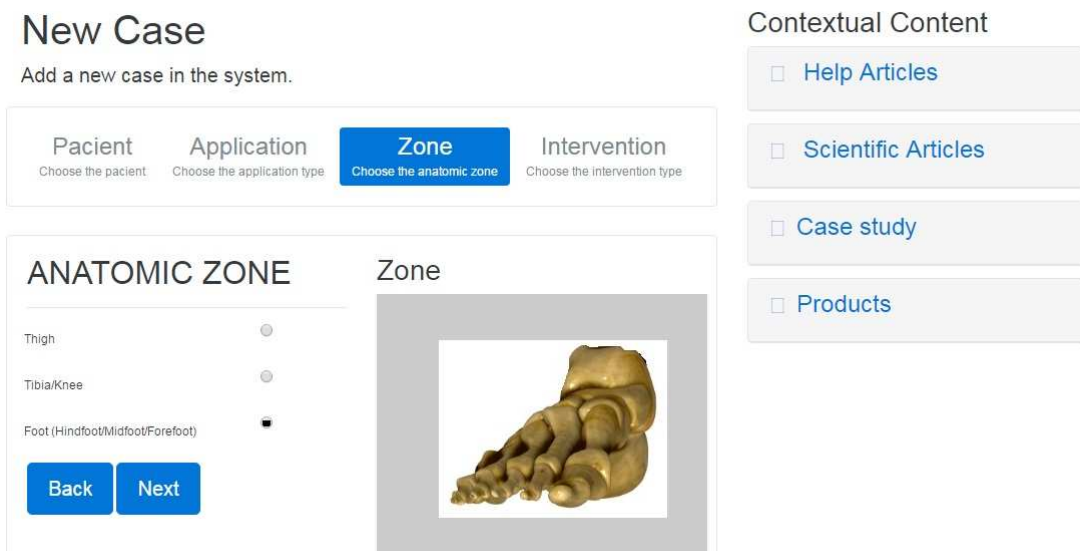 New Case
Add a new case in the system.
Pacient
Choose the pacient
Application
Choose the application type
Zone
Choose the anatomic zone
Intervention
Choose the intervention type
ANATOMIC ZONE
Thigh
Tibia/Knee
Foot (Hindfoot/Midfoot/Forefoot)
Back
Next
Zone
Contextual Content
Help Articles
Scientific Articles
Case study
Products